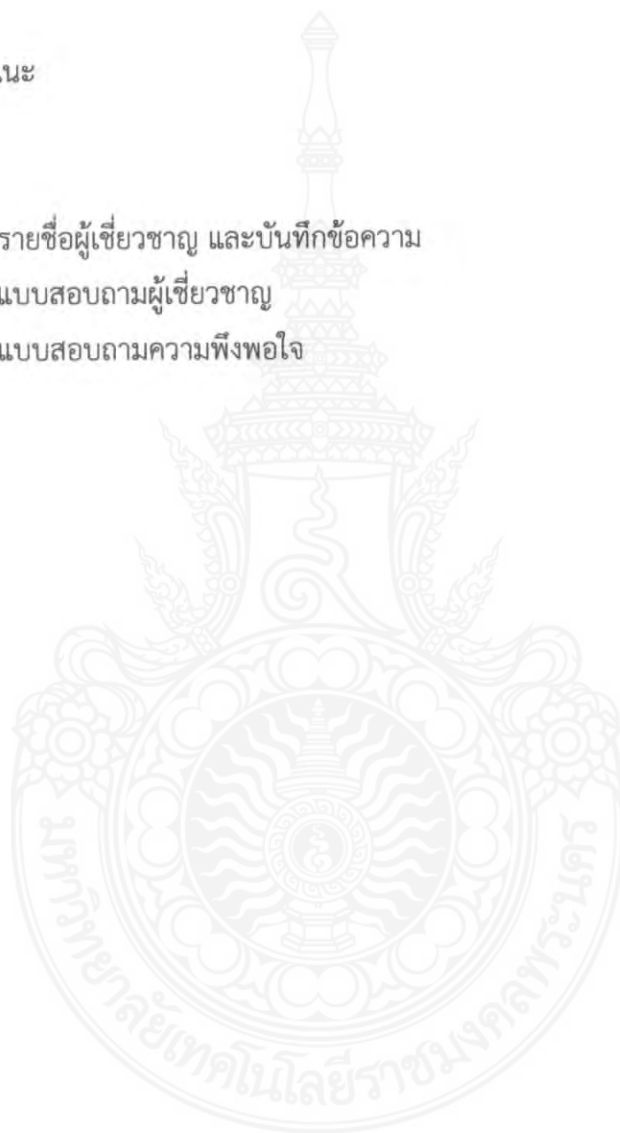 นะ
รายชื่อผู้เชี่ยวชาญ และบันทึกข้อความ
แบบสอบถามผู้เชี่ยวชาญ
แบบสอบถามความพึงพอใจ
มหาวิทยาลัยเทคโนโลยีราชมงคลพระนคร